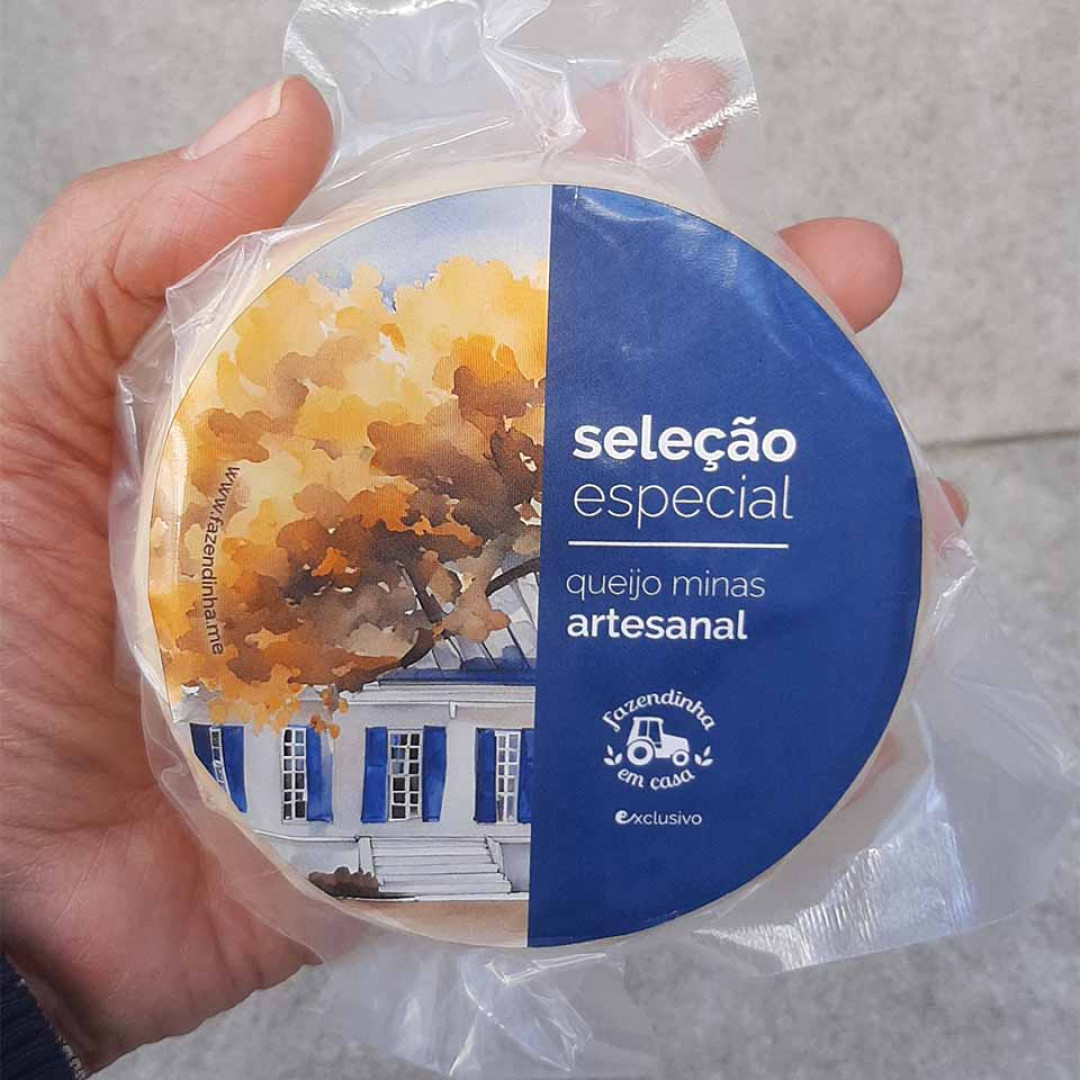 seleção
especial
queijo minas
artesanal
fazendinha
em casa
exclusivo
www.fazendinha.me